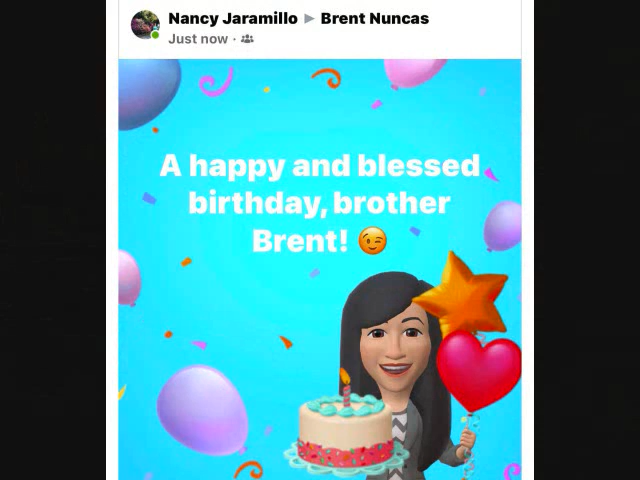 Nancy Jaramillo ▶ Brent Nuncas
Just now ·
A happy and blessed
birthday, brother
Brent! 😉